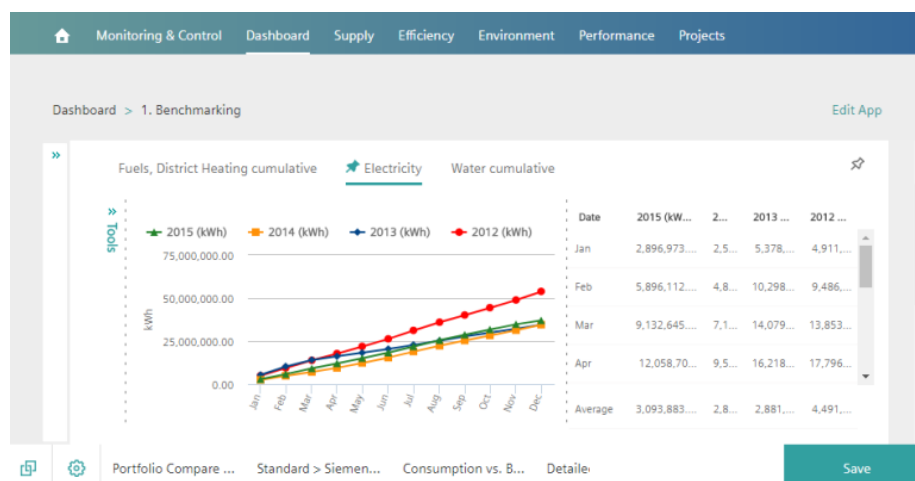 Monitoring & Control Dashboard Supply Efficiency Environment Performance Projects
Dashboard > 1. Benchmarking Edit App
» Fuels, District Heating cumulative Electricity Water cumulative
» Tools
2015 (kWh) 2014 (kWh) 2013 (kWh) 2012 (kWh)
75,000,000.00
50,000,000.00
25,000,000.00
0.00
kWh
Jan Feb Mar Apr May Jun Jul Aug Sep Oct Nov Dec
Date 2015 (kW... 2... 2013 ... 2012 ...
Jan 2,896,973.... 2,5... 5,378,... 4,911,...
Feb 5,896,112.... 4,8... 10,298... 9,486,...
Mar 9,132,645.... 7,1... 14,079... 13,853...
Apr 12,058,70... 9,5... 16,218... 17,796...
Average 3,093,883.... 2,8... 2,881,... 4,491,...
Portfolio Compare ... Standard > Siemen... Consumption vs. B... Detaile
Save